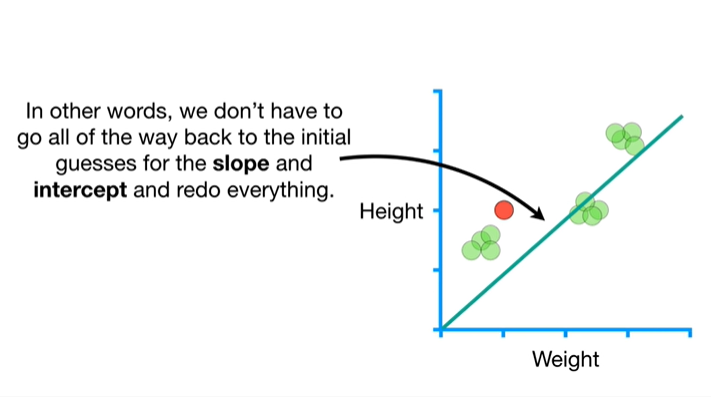 In other words, we don't have to
go all of the way back to the initial
guesses for the slope and
intercept and redo everything.
Height
Weight